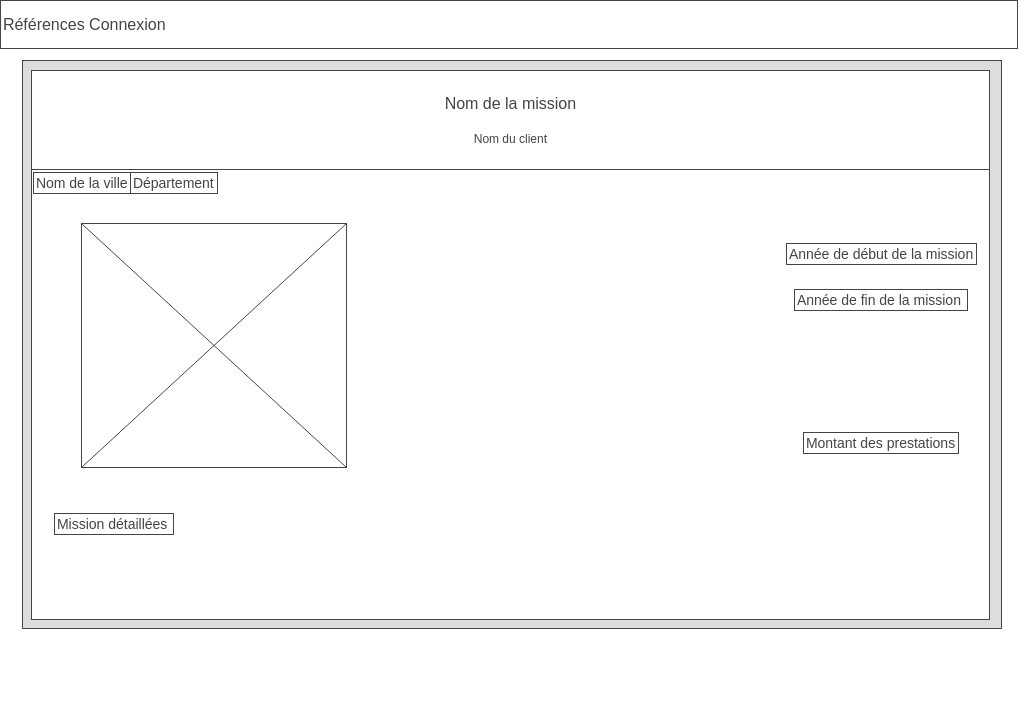 Références Connexion
Nom de la mission
Nom du client
Nom de la ville Département
Année de début de la mission
Année de fin de la mission
Montant des prestations
Mission détaillées